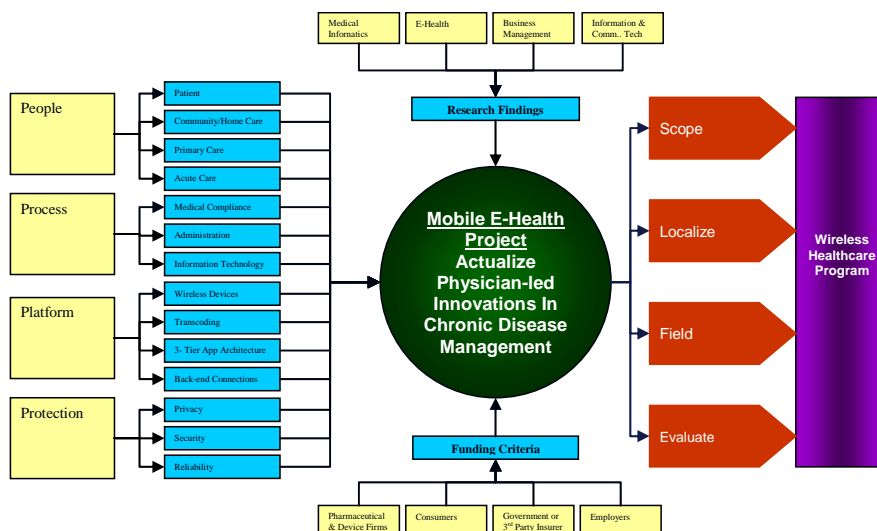 Medical
Infornatics
E-Health
Business
Management
Information &
Comm.. Tech
Research Findings
People
Patient
Community/Home Care
Primary Care
Acute Care
Process
Medical Compliance
Administration
Information Technology
Platform
Wireless Devices
Transcoding
3- Tier App Architecture
Back-end Connections
Protection
Privacy
Security
Reliability
Mobile E-Health
Project
Actualize
Physician-led
Innovations In
Chronic Disease
Management
Scope
Localize
Field
Evaluate
Wireless
Healthcare
Program
Funding Criteria
Pharmaceutical
& Device Firms
Consumers
Government or
3rd Party Insurer
Employers